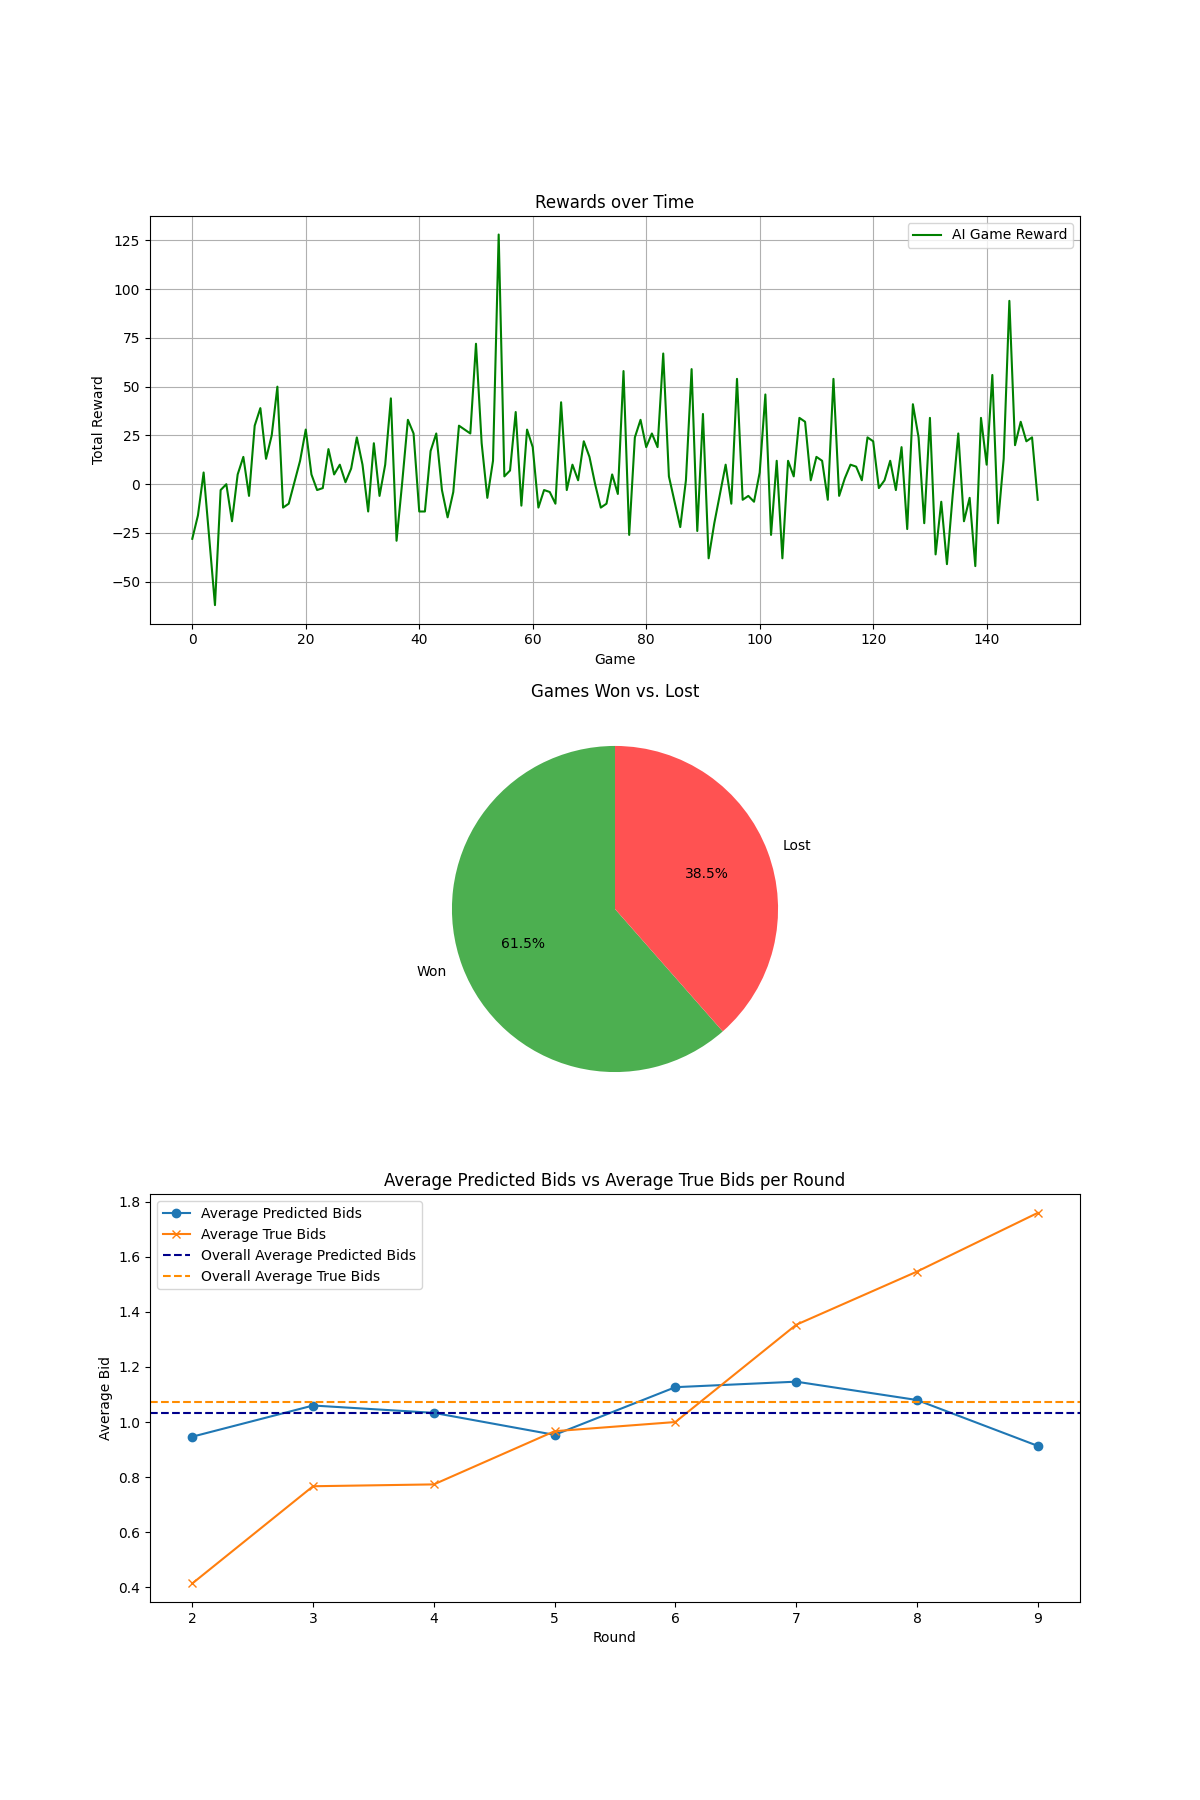 Rewards over Time
AI Game Reward
125
100
75
50
25
0
−25
−50
Total Reward
0 20 40 60 80 100 120 140
Game
Games Won vs. Lost
Lost
38.5%
61.5%
Won
Average Predicted Bids vs Average True Bids per Round
Average Predicted Bids
Average True Bids
Overall Average Predicted Bids
Overall Average True Bids
1.8
1.6
1.4
1.2
1.0
0.8
0.6
0.4
Average Bid
2 3 4 5 6 7 8 9
Round